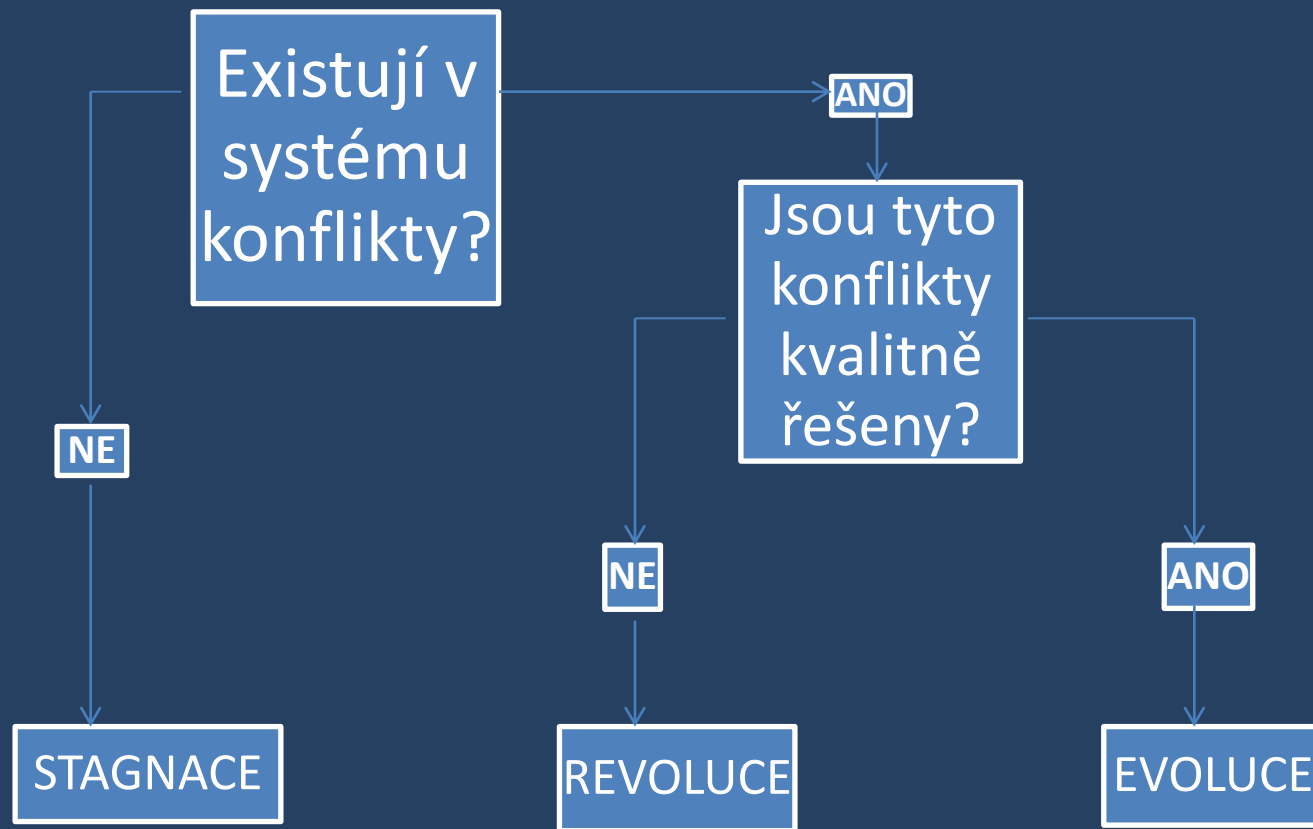 Existují v
systému
konflikty?
ANO
Jsou tyto
konflikty
kvalitně
řešeny?
NE
NE
ANO
STAGNACE
REVOLUCE
EVOLUCE